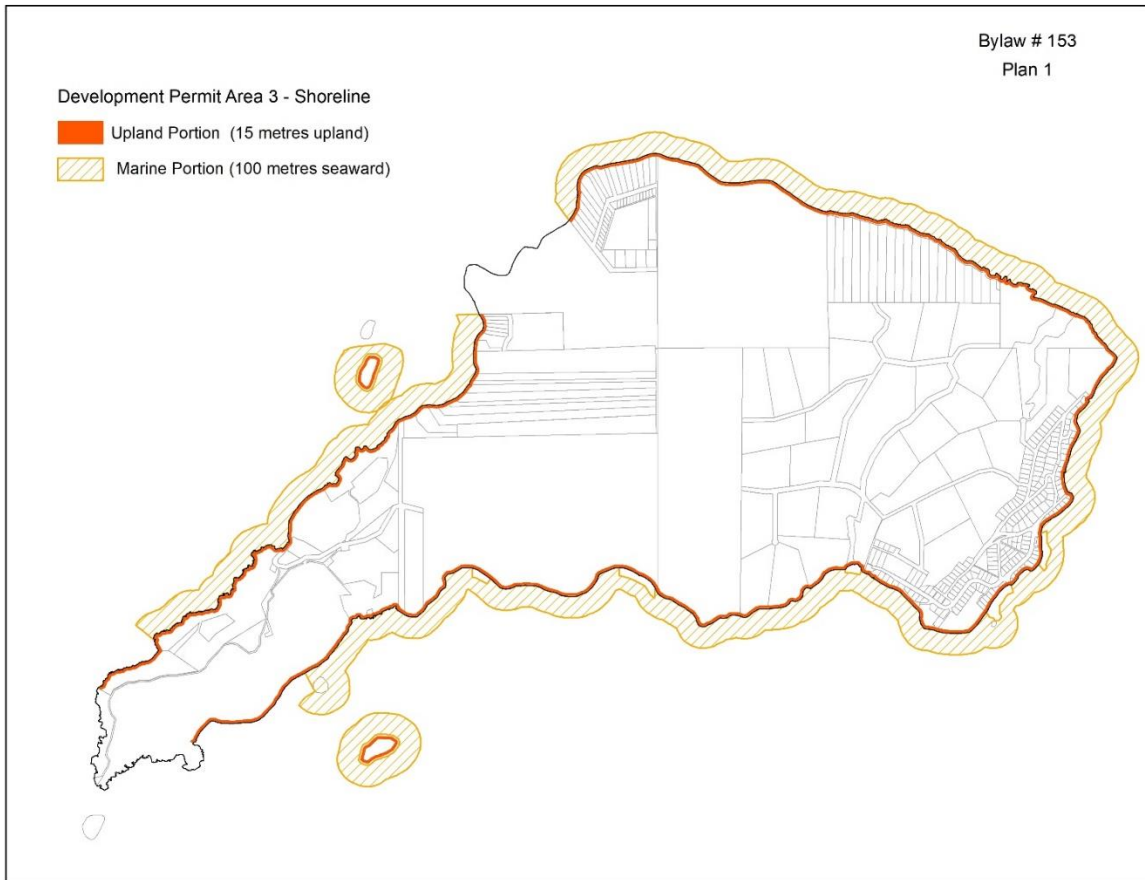 Bylaw # 153
Plan 1
Development Permit Area 3 - Shoreline
Upland Portion (15 metres upland)
Marine Portion (100 metres seaward)